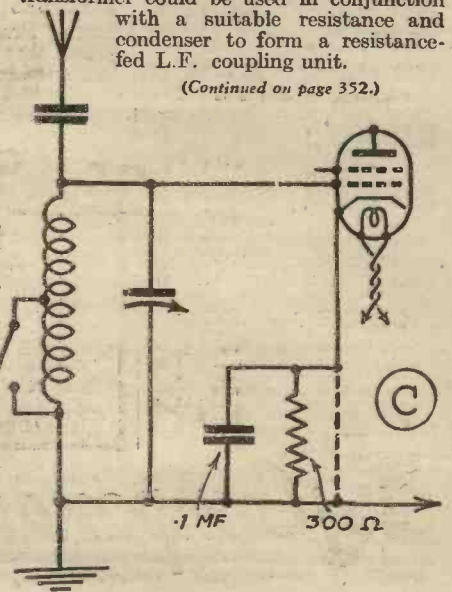 transformer could be used in conjunction
with a suitable resistance and
condenser to form a resistance-
fed L.F. coupling unit.
(Continued on page 352.)
C
.1 MF
300 Ω